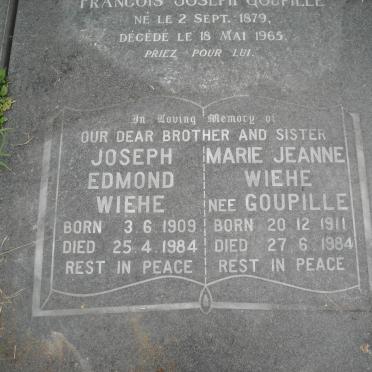 FRANCOIS JOSEPH GOUPILLE
NÉ LE 2 SEPT. 1879,
DÉCÉDÉ LE 18 MAI 1965.
PRIEZ POUR LUI.
In Loving Memory of
OUR DEAR BROTHER AND SISTER
JOSEPH
EDMOND
WIEHE
BORN 3·6·1909
DIED 25·4·1984
REST IN PEACE
MARIE JEANNE
WIEHE
NEE GOUPILLE
BORN 20·12·1911
DIED 27·6·1984
REST IN PEACE